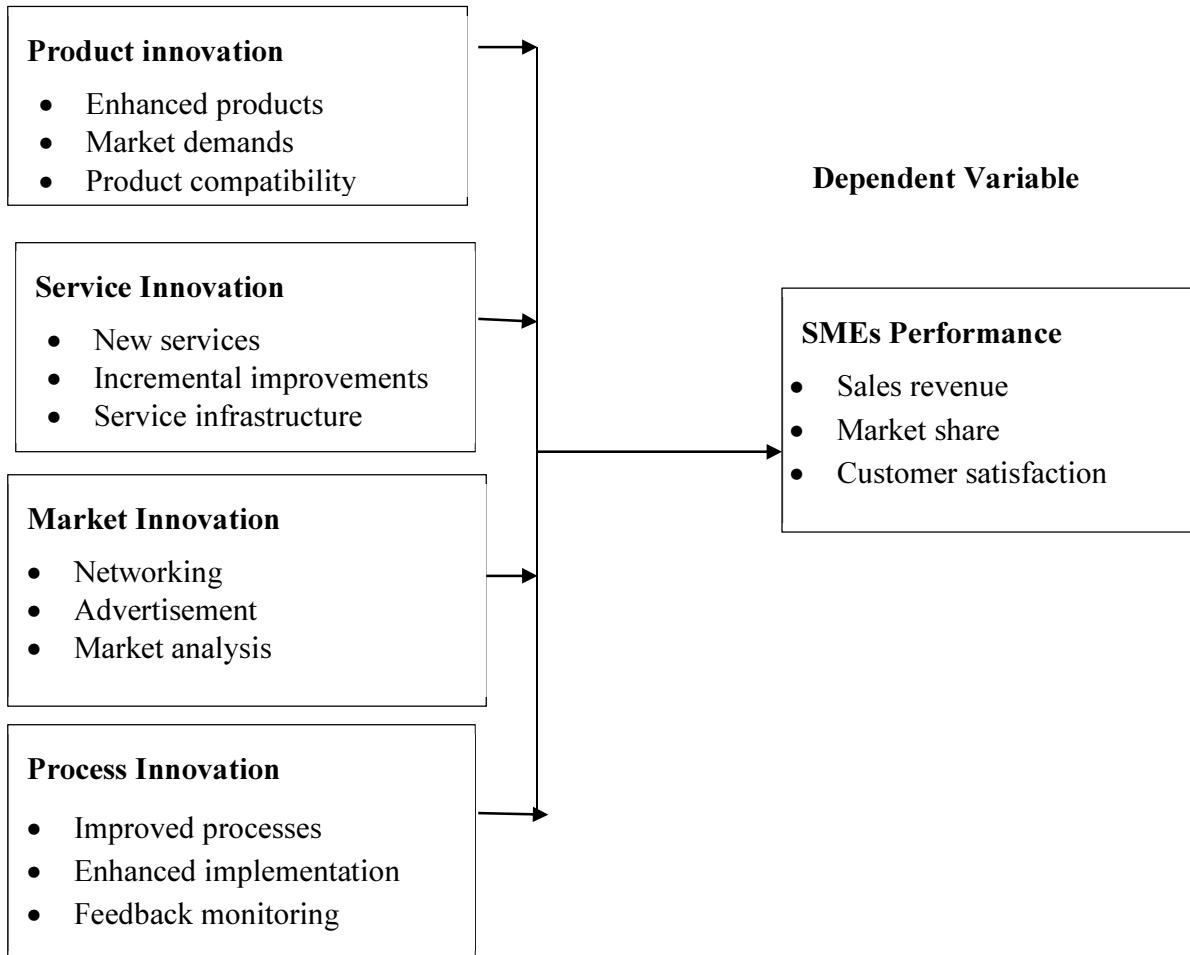 Product innovation
• Enhanced products
• Market demands
• Product compatibility
Service Innovation
• New services
• Incremental improvements
• Service infrastructure
Market Innovation
• Networking
• Advertisement
• Market analysis
Process Innovation
• Improved processes
• Enhanced implementation
• Feedback monitoring
Dependent Variable
SMEs Performance
• Sales revenue
• Market share
• Customer satisfaction